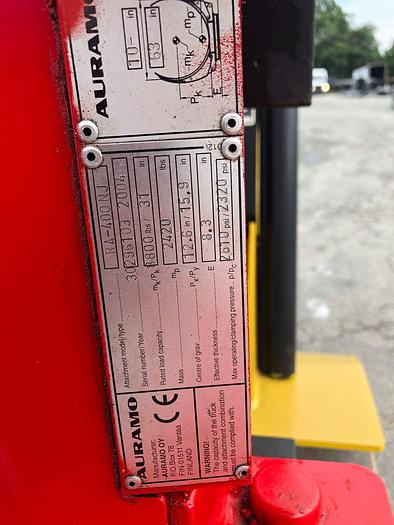 AURAMO
10-
in
63
in
mk
mp
Pk
E
RA-400NJ
Attachment model/type
30296103 2004
Serial number/Year
8800 lbs/ 31 in
Rated load capacity mk/Pk
2420 lbs
Mass mp
12.6 in/ 15.9 in
Centre of grav. Px/Py
8.3 in
Effective thickness E
2610 psi/ 2320 psi
Max operating/clamping pressure - p/pc
AURAMO
CE
Manufacturer:
AURAMO OY
P.O Box 78
FIN-01511 Vantaa
FINLAND
WARNING!
The capacity of the truck
and attachment combination
must be complied with.